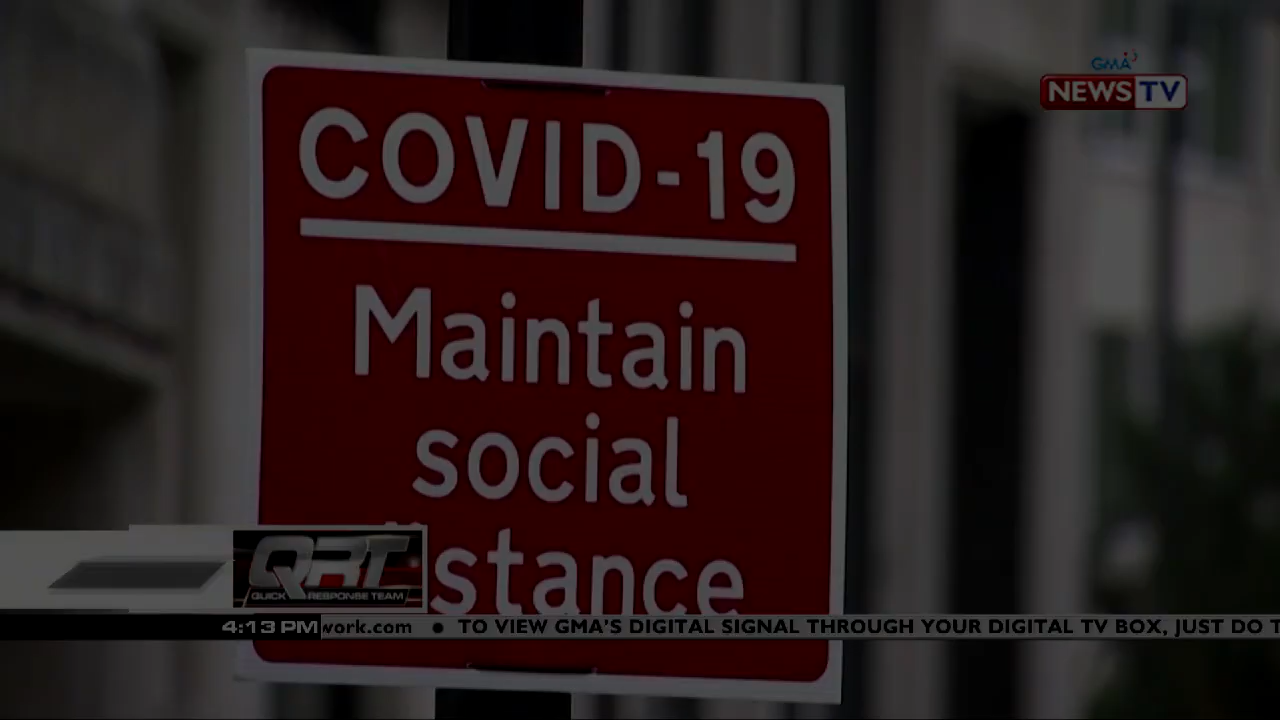 GMA
NEWS TV
COVID-19
Maintain
social
istance
QRT
QUICK RESPONSE TEAM
4:13 PM work.com • TO VIEW GMA'S DIGITAL SIGNAL THROUGH YOUR DIGITAL TV BOX, JUST DO T